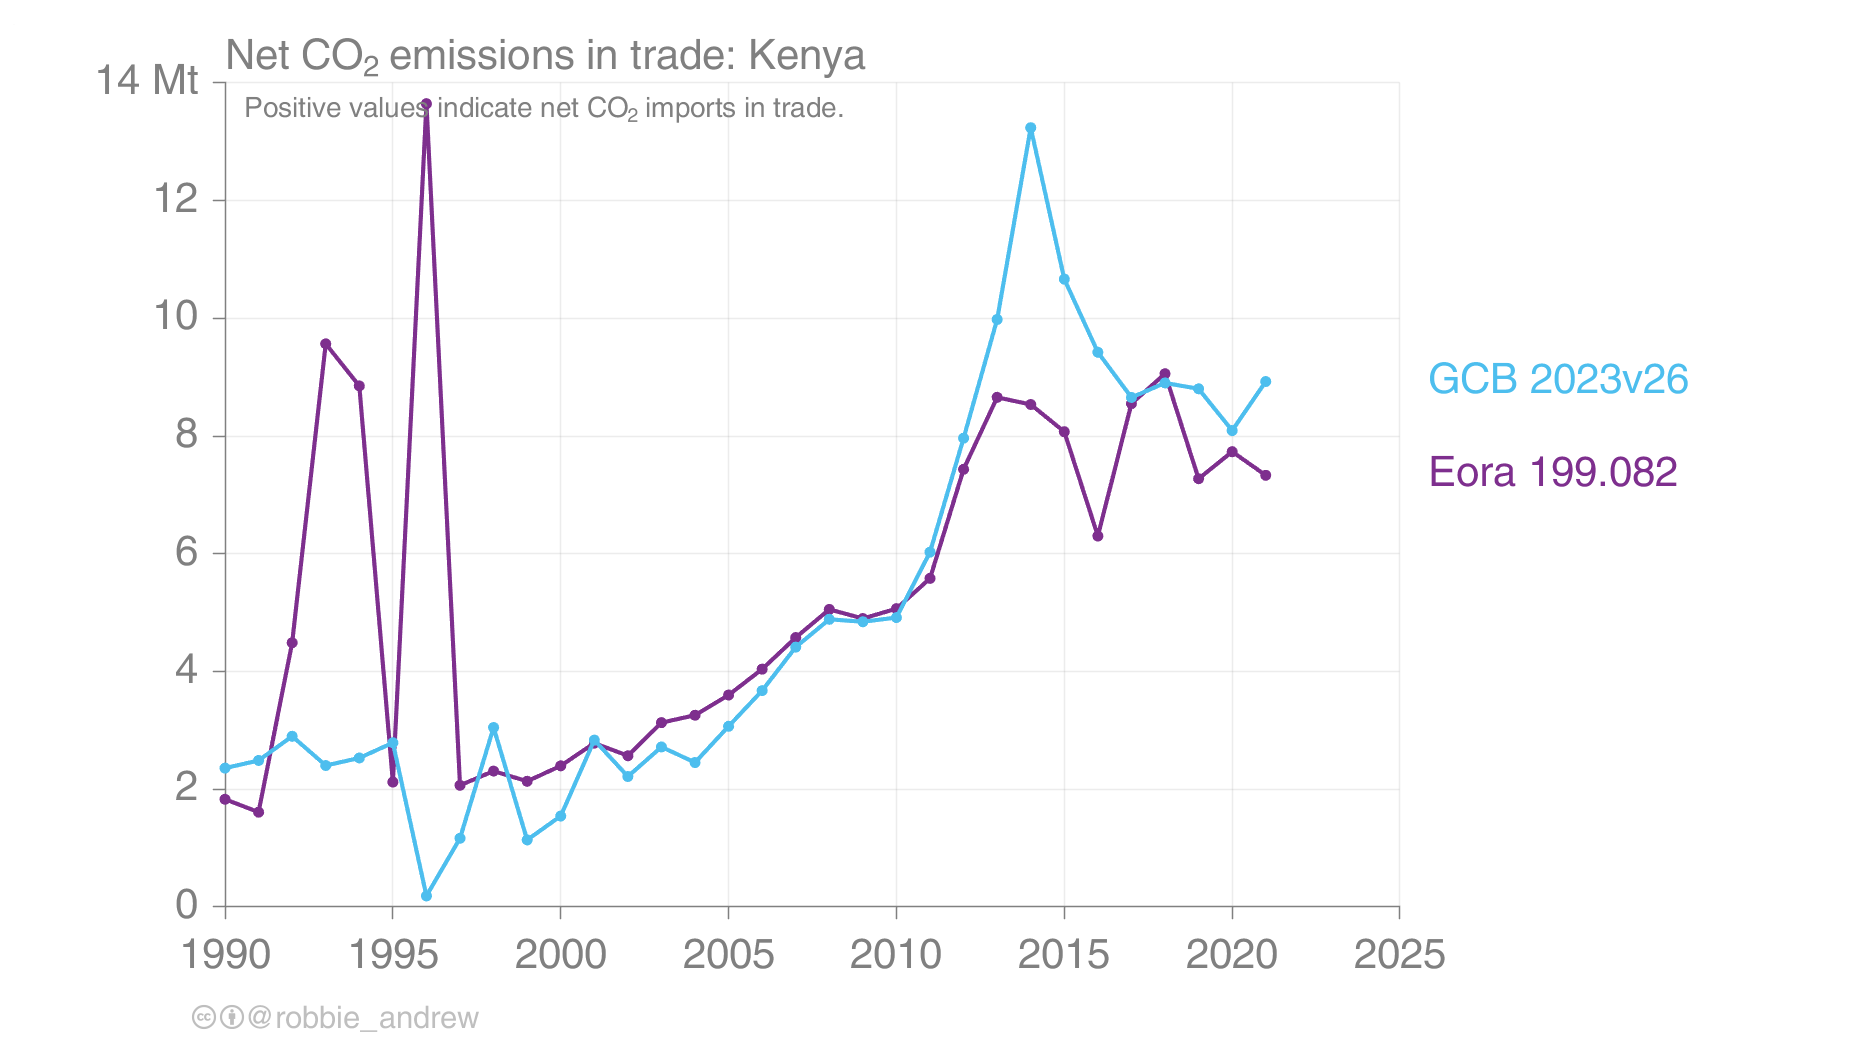 Net CO₂ emissions in trade: Kenya
14 Mt
Positive values indicate net CO₂ imports in trade.
12
10
8
6
4
2
0
GCB 2023v26
Eora 199.082
1990 1995 2000 2005 2010 2015 2020 2025
@robbie_andrew